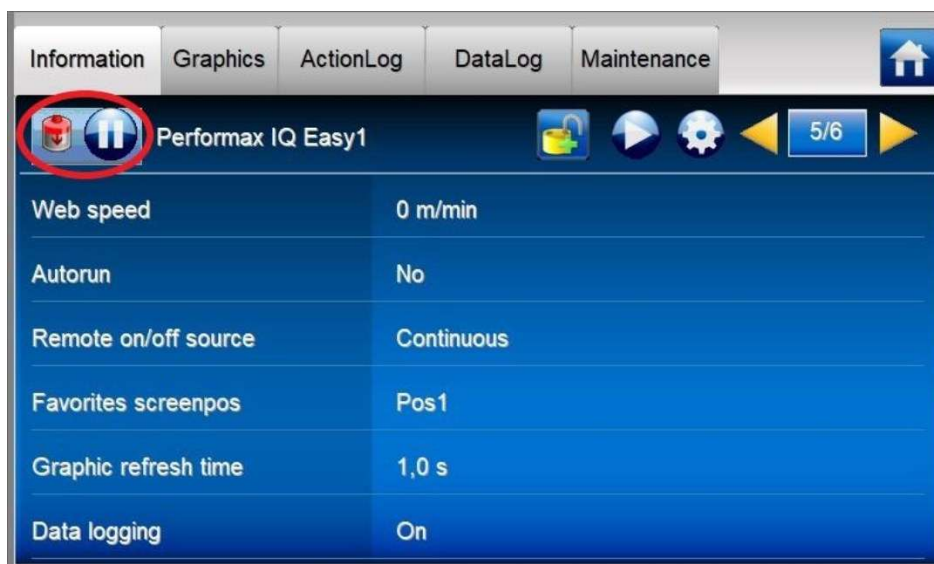 Information Graphics ActionLog DataLog Maintenance
Performax IQ Easy1 5/6
Web speed 0 m/min
Autorun No
Remote on/off source Continuous
Favorites screenpos Pos1
Graphic refresh time 1,0 s
Data logging On